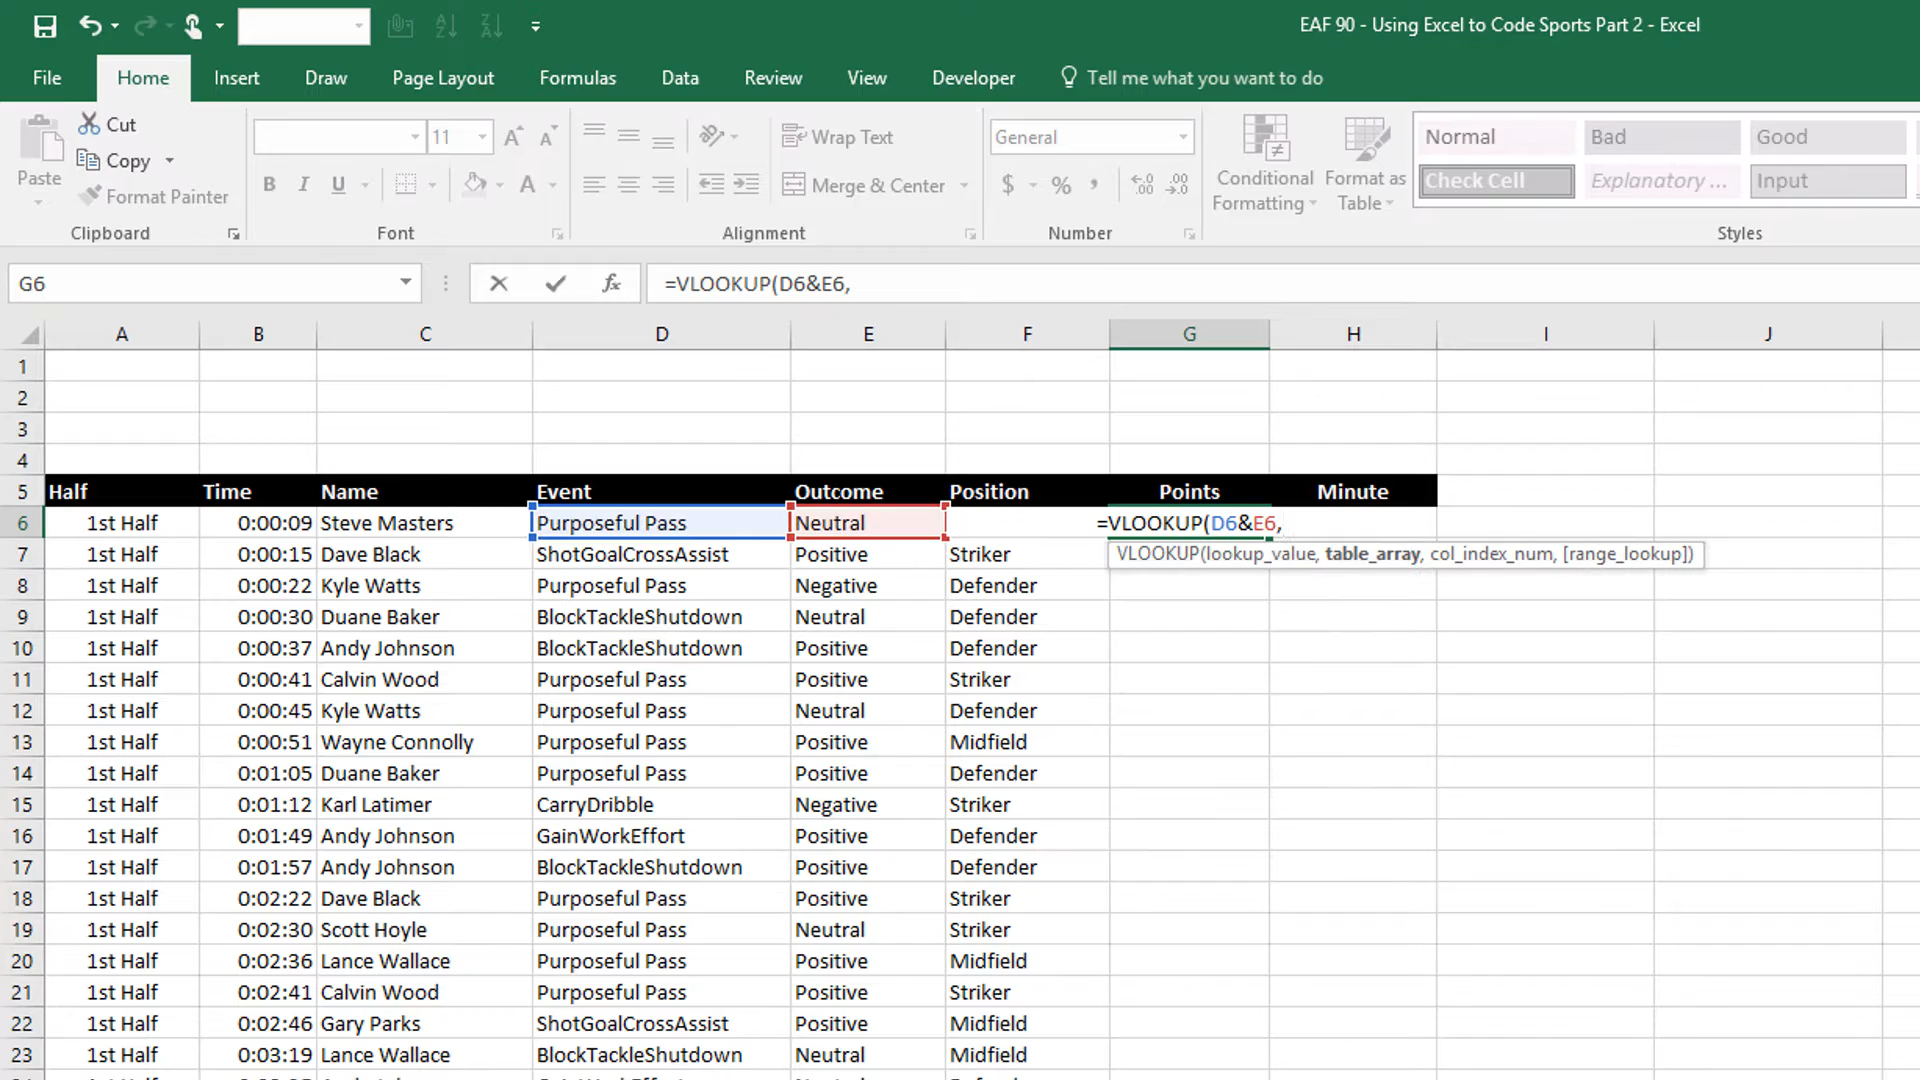 EAF 90 - Using Excel to Code Sports Part 2 - Excel
File Home Insert Draw Page Layout Formulas Data Review View Developer Tell me what you want to do
Paste
Cut
Copy
Format Painter
Clipboard
11
B I U A
Font
Wrap Text
Merge & Center
Alignment
General
$ % ,
Number
Conditional Formatting
Format as Table
Normal Bad Good
Check Cell Explanatory ... Input
Styles
G6 fx =VLOOKUP(D6&E6,
A B C D E F G H I J
1
2
3
4
5 Half Time Name Event Outcome Position Points Minute
6 1st Half 0:00:09 Steve Masters Purposeful Pass Neutral =VLOOKUP(D6&E6,
VLOOKUP(lookup_value, table_array, col_index_num, [range_lookup])
7 1st Half 0:00:15 Dave Black ShotGoalCrossAssist Positive Striker
8 1st Half 0:00:22 Kyle Watts Purposeful Pass Negative Defender
9 1st Half 0:00:30 Duane Baker BlockTackleShutdown Neutral Defender
10 1st Half 0:00:37 Andy Johnson BlockTackleShutdown Positive Defender
11 1st Half 0:00:41 Calvin Wood Purposeful Pass Positive Striker
12 1st Half 0:00:45 Kyle Watts Purposeful Pass Neutral Defender
13 1st Half 0:00:51 Wayne Connolly Purposeful Pass Positive Midfield
14 1st Half 0:01:05 Duane Baker Purposeful Pass Positive Defender
15 1st Half 0:01:12 Karl Latimer CarryDribble Negative Striker
16 1st Half 0:01:49 Andy Johnson GainWorkEffort Positive Defender
17 1st Half 0:01:57 Andy Johnson BlockTackleShutdown Positive Defender
18 1st Half 0:02:22 Dave Black Purposeful Pass Positive Striker
19 1st Half 0:02:30 Scott Hoyle Purposeful Pass Neutral Striker
20 1st Half 0:02:36 Lance Wallace Purposeful Pass Positive Midfield
21 1st Half 0:02:41 Calvin Wood Purposeful Pass Positive Striker
22 1st Half 0:02:46 Gary Parks ShotGoalCrossAssist Positive Midfield
23 1st Half 0:03:19 Lance Wallace BlockTackleShutdown Neutral Midfield